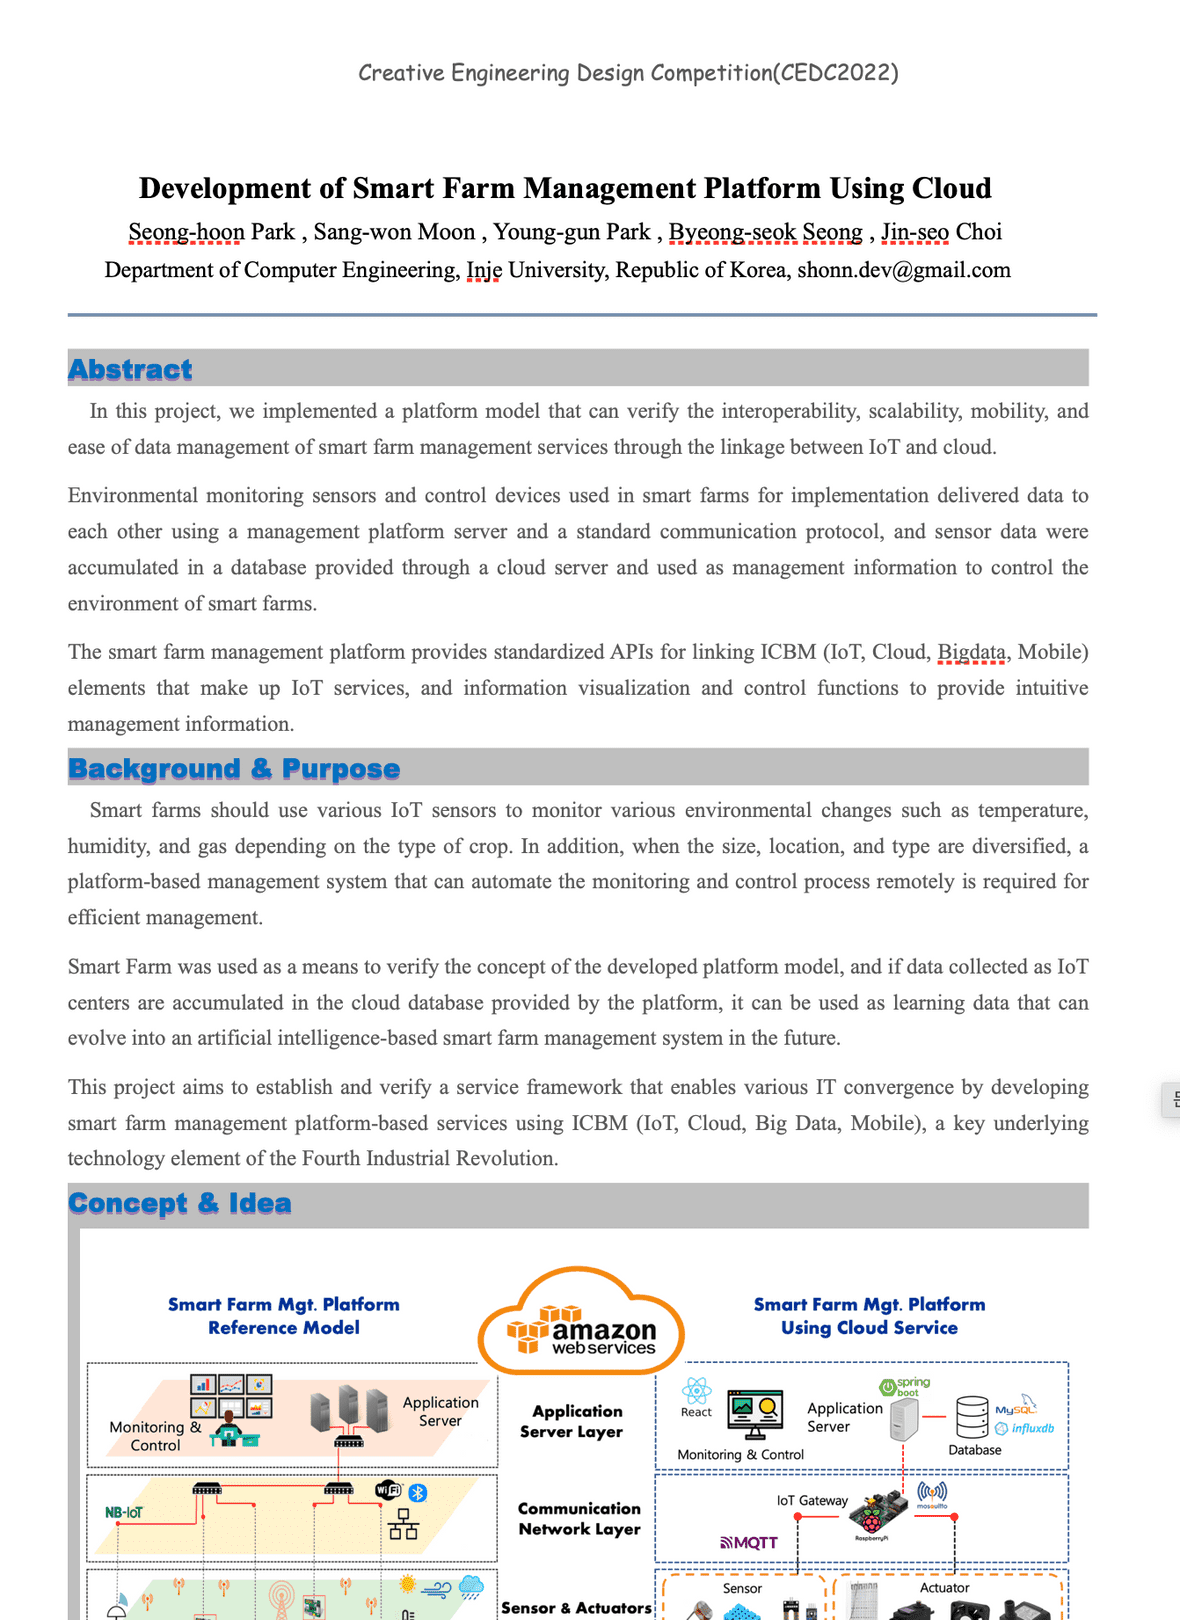 Creative Engineering Design Competition(CEDC2022)
Development of Smart Farm Management Platform Using Cloud
Seong-hoon Park , Sang-won Moon , Young-gun Park , Byeong-seok Seong , Jin-seo Choi
Department of Computer Engineering, Inje University, Republic of Korea, shonn.dev@gmail.com
Abstract
In this project, we implemented a platform model that can verify the interoperability, scalability, mobility, and
ease of data management of smart farm management services through the linkage between IoT and cloud.
Environmental monitoring sensors and control devices used in smart farms for implementation delivered data to
each other using a management platform server and a standard communication protocol, and sensor data were
accumulated in a database provided through a cloud server and used as management information to control the
environment of smart farms.
The smart farm management platform provides standardized APIs for linking ICBM (IoT, Cloud, Bigdata, Mobile)
elements that make up IoT services, and information visualization and control functions to provide intuitive
management information.
Background & Purpose
Smart farms should use various IoT sensors to monitor various environmental changes such as temperature,
humidity, and gas depending on the type of crop. In addition, when the size, location, and type are diversified, a
platform-based management system that can automate the monitoring and control process remotely is required for
efficient management.
Smart Farm was used as a means to verify the concept of the developed platform model, and if data collected as IoT
centers are accumulated in the cloud database provided by the platform, it can be used as learning data that can
evolve into an artificial intelligence-based smart farm management system in the future.
This project aims to establish and verify a service framework that enables various IT convergence by developing
smart farm management platform-based services using ICBM (IoT, Cloud, Big Data, Mobile), a key underlying
technology element of the Fourth Industrial Revolution.
Concept & Idea
Smart Farm Mgt. Platform
Reference Model
amazon
web services
Smart Farm Mgt. Platform
Using Cloud Service
Monitoring &
Control
Application
Server
Application
Server Layer
React
Monitoring & Control
Application
Server
spring
boot
MySQL
influxdb
Database
NB-IoT
WiFi
Communication
Network Layer
IoT Gateway
RaspberryPi
mosquitto
MQTT
Sensor & Actuators
Sensor
Actuator